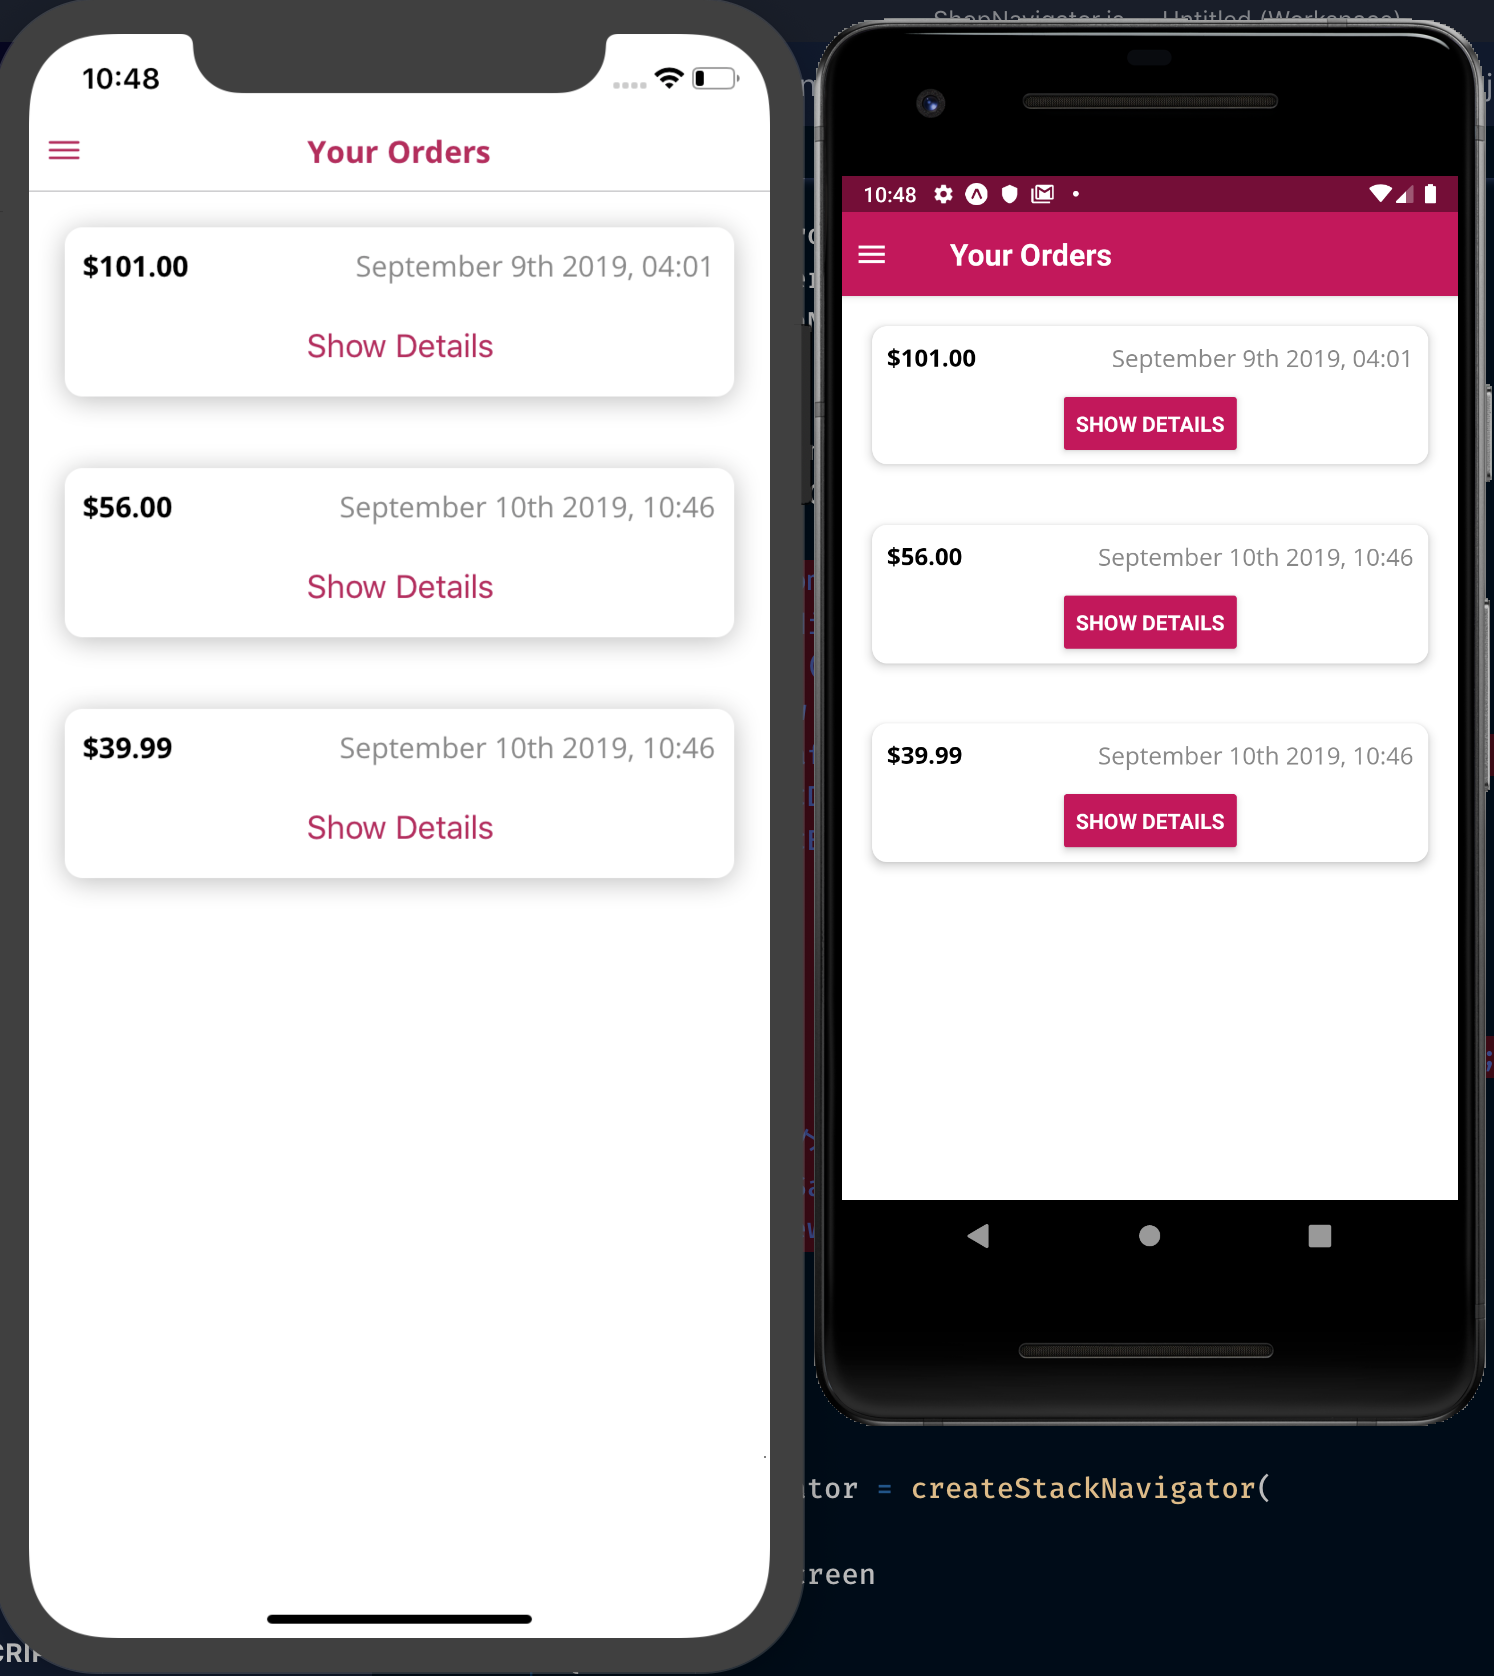 ShopNavigator.js — Untitled (Workspace)
10:48
Your Orders
$101.00 September 9th 2019, 04:01
Show Details
$56.00 September 10th 2019, 10:46
Show Details
$39.99 September 10th 2019, 10:46
Show Details
10:48
Your Orders
$101.00 September 9th 2019, 04:01
SHOW DETAILS
$56.00 September 10th 2019, 10:46
SHOW DETAILS
$39.99 September 10th 2019, 10:46
SHOW DETAILS
tor = createStackNavigator(
reen